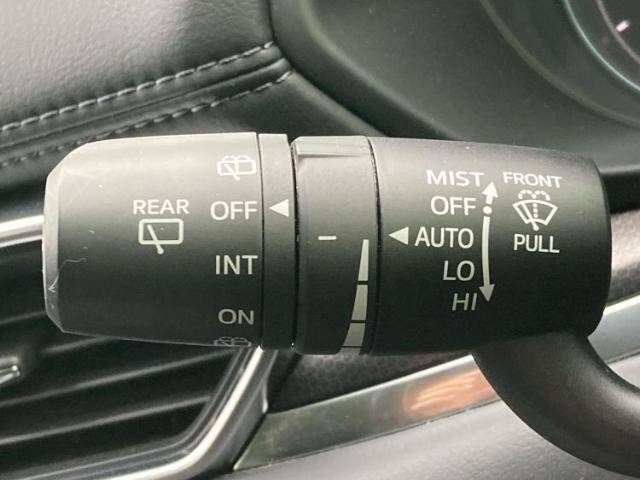 REAR
OFF
INT
ON
MIST
OFF
AUTO
LO
HI
FRONT
PULL